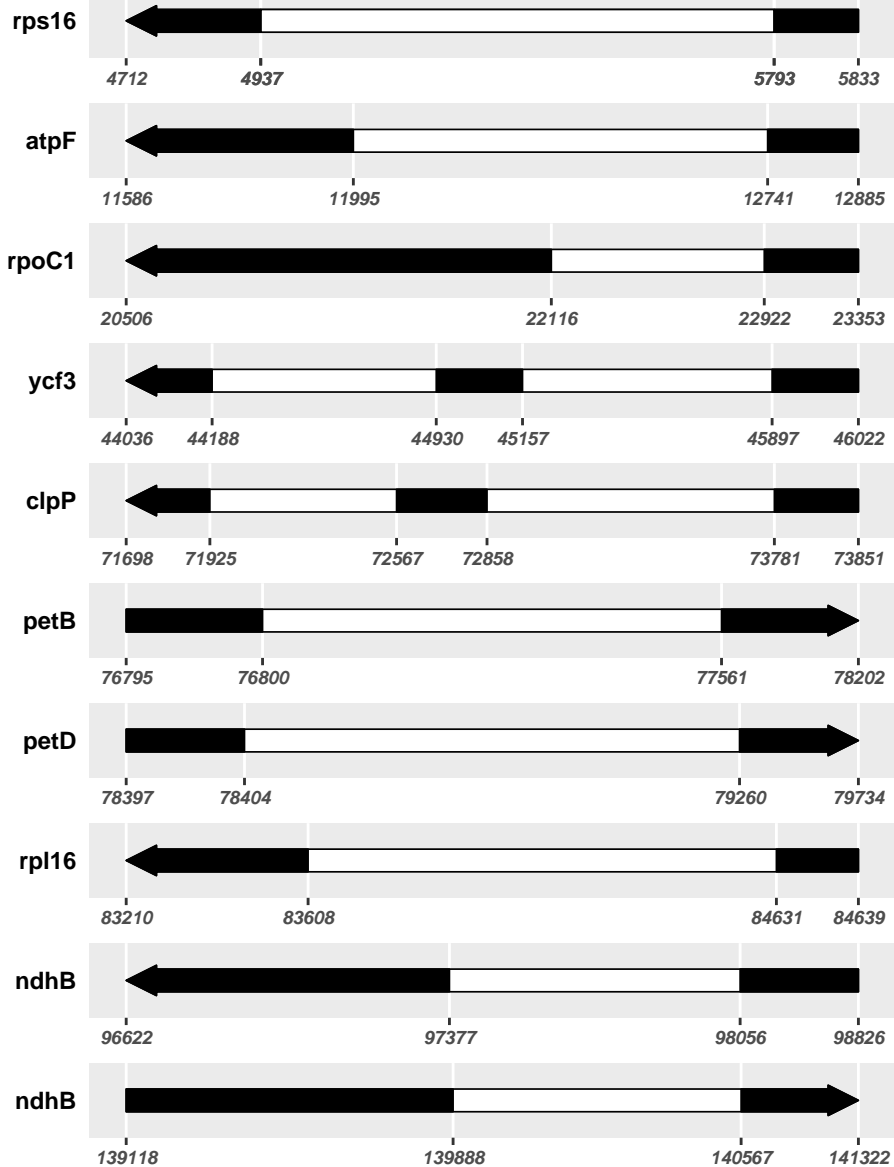 rps16
4712 4937 5793 5833
atpF
11586 11995 12741 12885
rpoC1
20506 22116 22922 23353
ycf3
44036 44188 44930 45157 45897 46022
clpP
71698 71925 72567 72858 73781 73851
petB
76795 76800 77561 78202
petD
78397 78404 79260 79734
rpl16
83210 83608 84631 84639
ndhB
96622 97377 98056 98826
ndhB
139118 139888 140567 141322